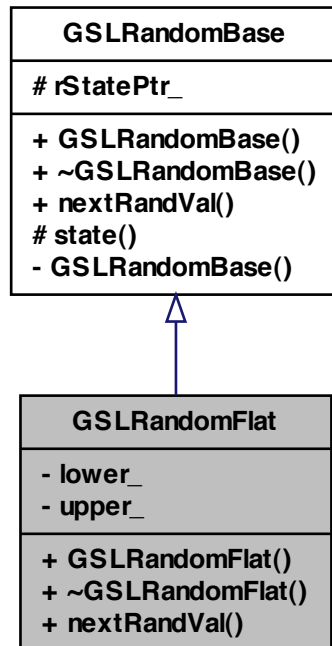 GSLRandomBase
# rStatePtr_
+ GSLRandomBase()
+ ~GSLRandomBase()
+ nextRandVal()
# state()
- GSLRandomBase()
GSLRandomFlat
- lower_
- upper_
+ GSLRandomFlat()
+ ~GSLRandomFlat()
+ nextRandVal()